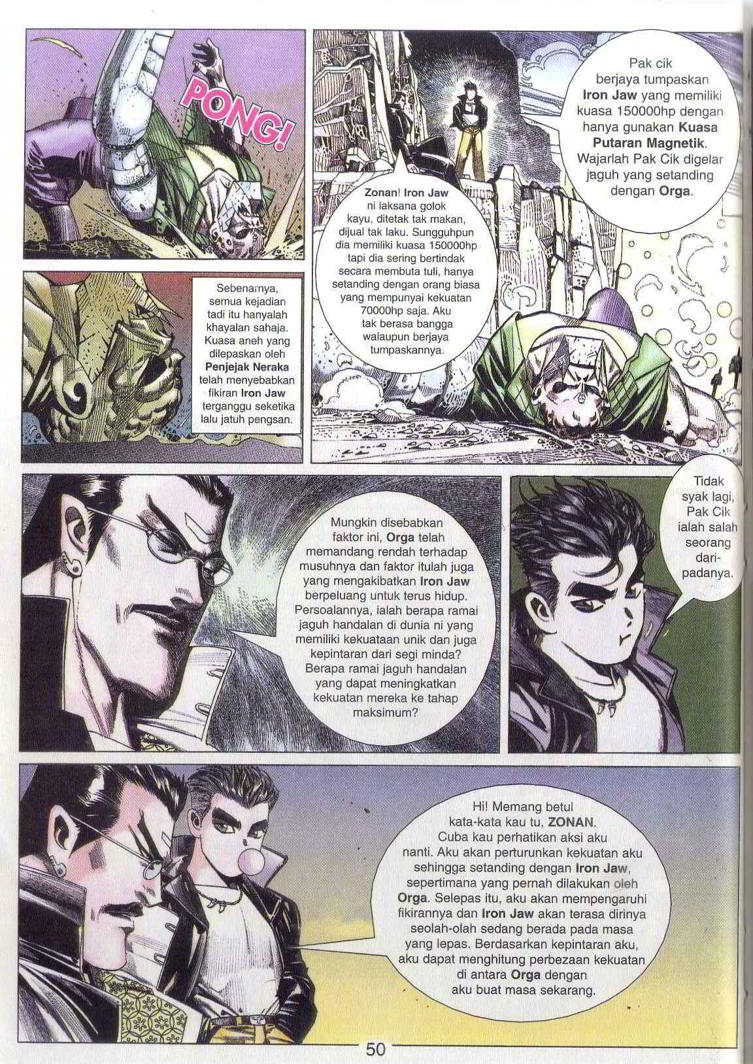 PONG!
Pak cik
berjaya tumpaskan
Iron Jaw yang memiliki
kuasa 150000hp dengan
hanya gunakan Kuasa
Putaran Magnetik.
Wajarlah Pak Cik digelar
jaguh yang setanding
dengan Orga.
Zonan! Iron Jaw
ni laksana golok
kayu, ditetak tak makan,
dijual tak laku. Sungguhpun
dia memiliki kuasa 150000hp
tapi dia sering bertindak
secara membuta tuli, hanya
setanding dengan orang biasa
yang mempunyai kekuatan
70000hp saja. Aku
tak berasa bangga
walaupun berjaya
tumpaskannya.
Sebenarnya,
semua kejadian
tadi itu hanyalah
khayalan sahaja.
Kuasa aneh yang
dilepaskan oleh
Penjejak Neraka
telah menyebabkan
fikiran Iron Jaw
terganggu seketika
lalu jatuh pengsan.
Mungkin disebabkan
faktor ini, Orga telah
memandang rendah terhadap
musuhnya dan faktor itulah juga
yang mengakibatkan Iron Jaw
berpeluang untuk terus hidup.
Persoalannya, ialah berapa ramai
jaguh handalan di dunia ni yang
memiliki kekuataan unik dan juga
kepintaran dari segi minda?
Berapa ramai jaguh handalan
yang dapat meningkatkan
kekuatan mereka ke tahap
maksimum?
Tidak
syak lagi,
Pak Cik
ialah salah
seorang
dari-
padanya.
Hi! Memang betul
kata-kata kau tu, ZONAN.
Cuba kau perhatikan aksi aku
nanti. Aku akan perturunkan kekuatan aku
sehingga setanding dengan Iron Jaw,
sepertimana yang pernah dilakukan oleh
Orga. Selepas itu, aku akan mempengaruhi
fikirannya dan Iron Jaw akan terasa dirinya
seolah-olah sedang berada pada masa
yang lepas. Berdasarkan kepintaran aku,
aku dapat menghitung perbezaan kekuatan
di antara Orga dengan
aku buat masa sekarang.
50